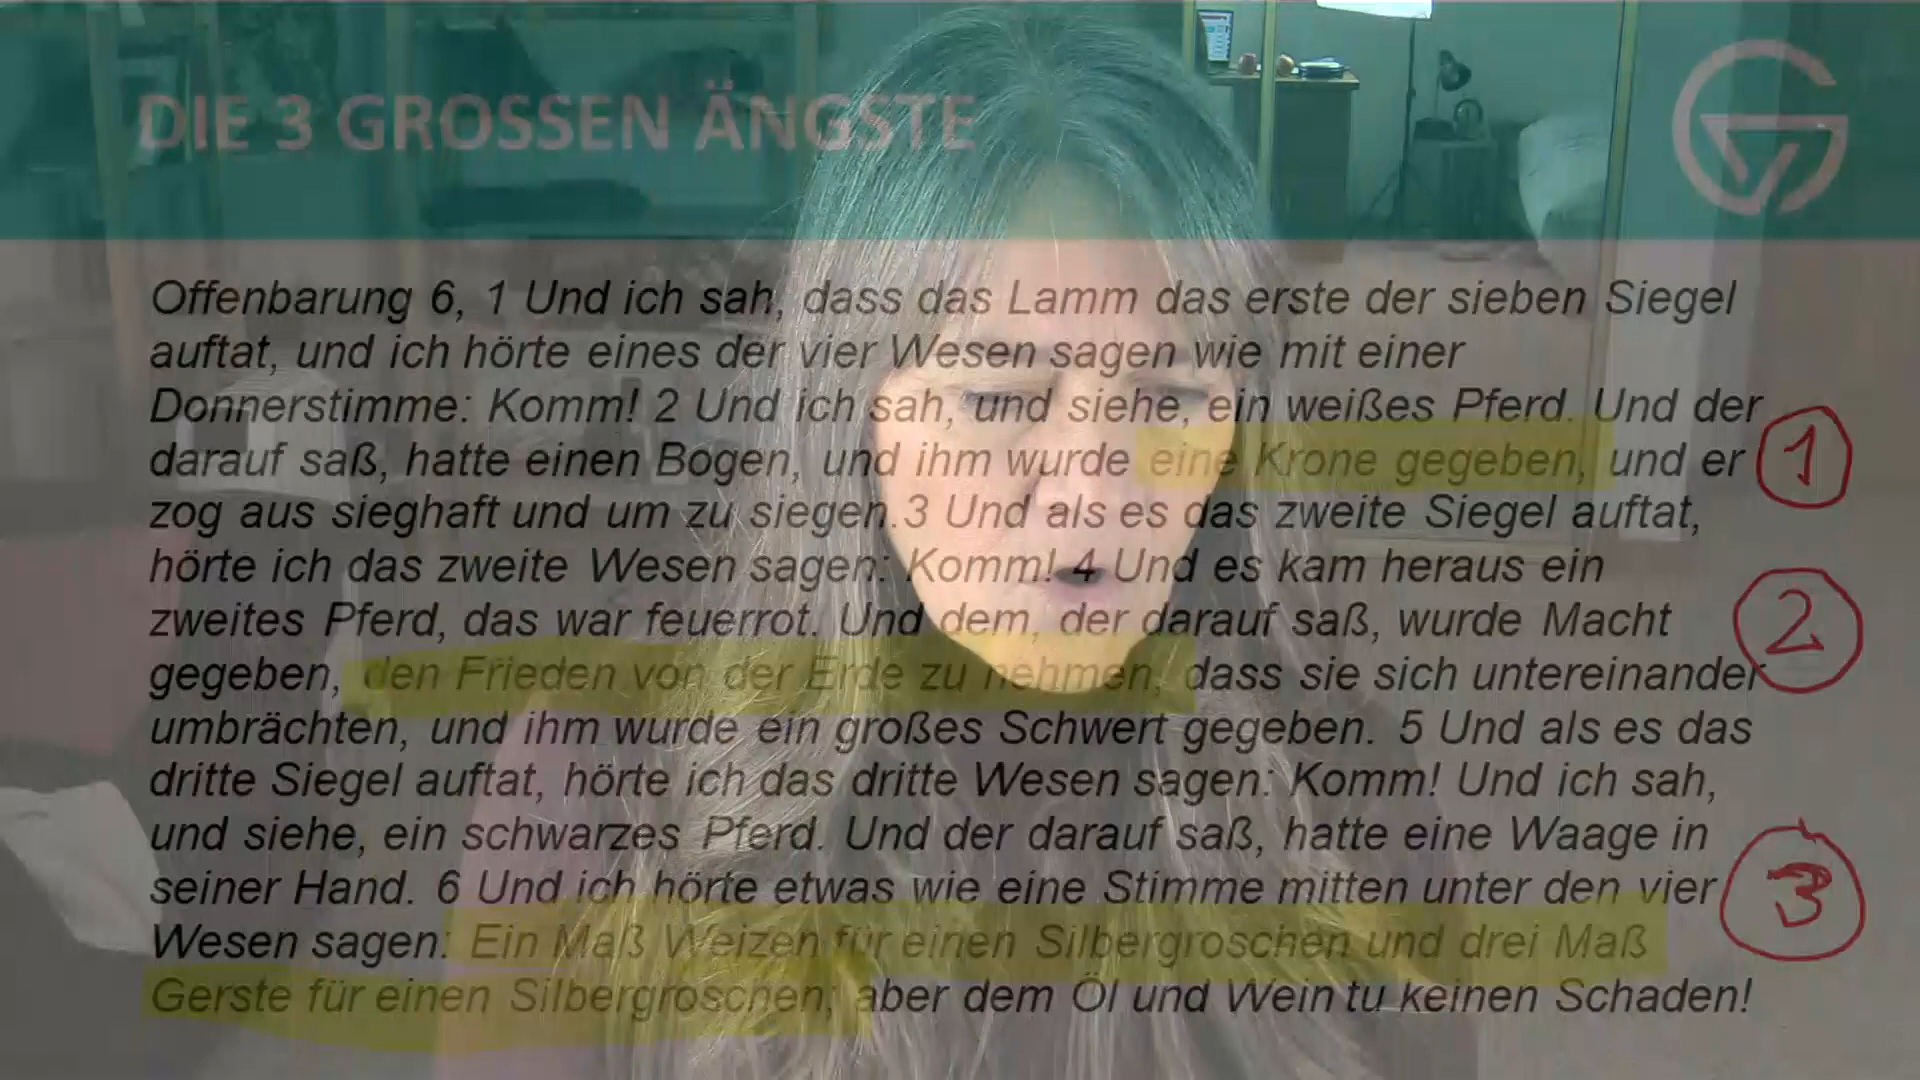 DIE 3 GROSSEN ÄNGSTE
Offenbarung 6, 1 Und ich sah, dass das Lamm das erste der sieben Siegel
auftat, und ich hörte eines der vier Wesen sagen wie mit einer
Donnerstimme: Komm! 2 Und ich sah, und siehe, ein weißes Pferd. Und der
darauf saß, hatte einen Bogen, und ihm wurde eine Krone gegeben, und er
1
zog aus sieghaft und um zu siegen.3 Und als es das zweite Siegel auftat,
hörte ich das zweite Wesen sagen: Komm! 4 Und es kam heraus ein
zweites Pferd, das war feuerrot. Und dem, der darauf saß, wurde Macht
2
gegeben, den Frieden von der Erde zu nehmen, dass sie sich untereinander
umbrächten, und ihm wurde ein großes Schwert gegeben. 5 Und als es das
dritte Siegel auftat, hörte ich das dritte Wesen sagen: Komm! Und ich sah,
und siehe, ein schwarzes Pferd. Und der darauf saß, hatte eine Waage in
seiner Hand. 6 Und ich hörte etwas wie eine Stimme mitten unter den vier
3
Wesen sagen: Ein Maß Weizen für einen Silbergroschen und drei Maß
Gerste für einen Silbergroschen; aber dem Öl und Wein tu keinen Schaden!